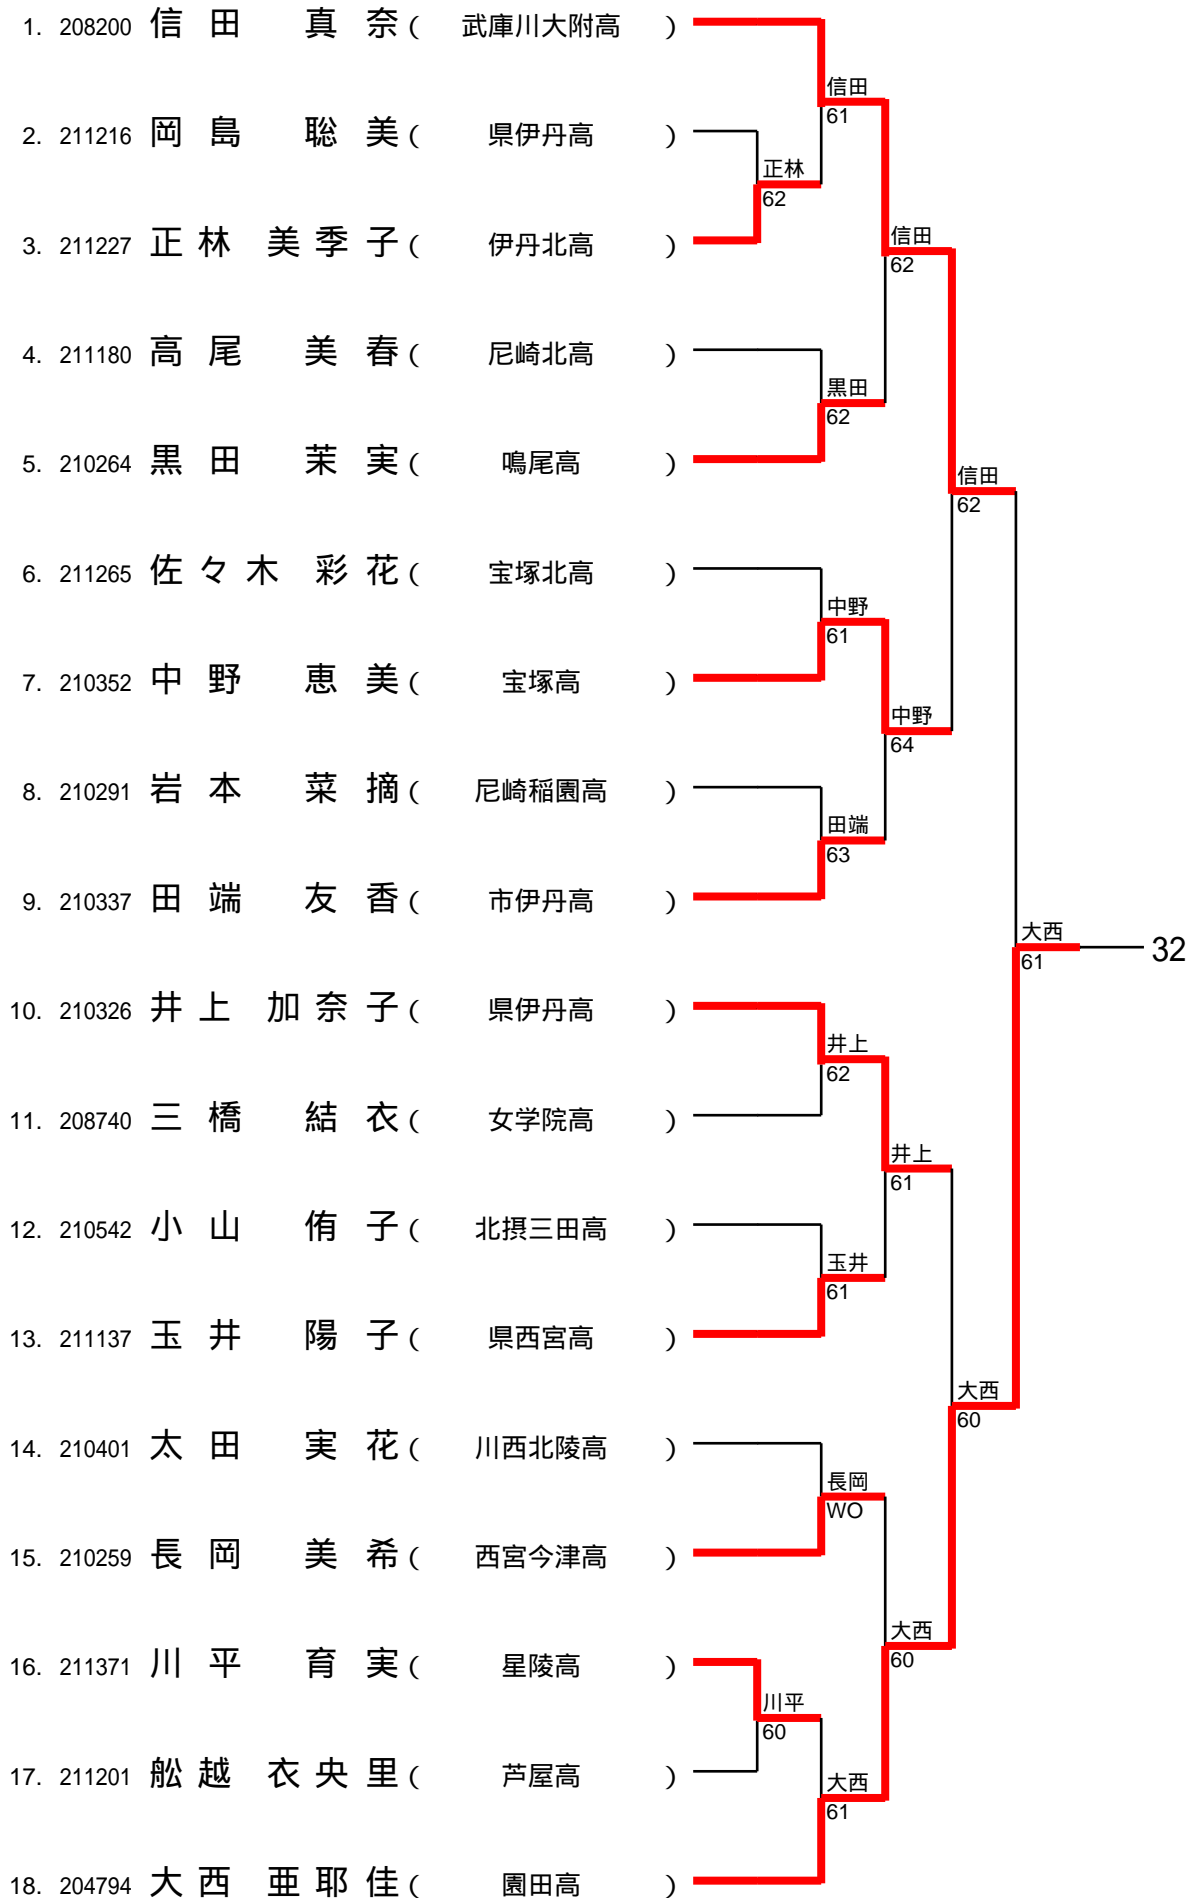 1. 208200 信田 真奈 ( 武庫川大附高 )
信田
61
2. 211216 岡島 聡美 ( 県伊丹高 )
正林
62
3. 211227 正林 美季子 ( 伊丹北高 )
信田
62
4. 211180 高尾 美春 ( 尼崎北高 )
黒田
62
5. 210264 黒田 茉実 ( 鳴尾高 )
信田
62
6. 211265 佐々木 彩花 ( 宝塚北高 )
中野
61
7. 210352 中野 恵美 ( 宝塚高 )
中野
64
8. 210291 岩本 菜摘 ( 尼崎稲園高 )
田端
63
9. 210337 田端 友香 ( 市伊丹高 )
大西
61
32
10. 210326 井上 加奈子 ( 県伊丹高 )
井上
62
11. 208740 三橋 結衣 ( 女学院高 )
井上
61
12. 210542 小山 侑子 ( 北摂三田高 )
玉井
61
13. 211137 玉井 陽子 ( 県西宮高 )
大西
60
14. 210401 太田 実花 ( 川西北陵高 )
長岡
WO
15. 210259 長岡 美希 ( 西宮今津高 )
大西
60
16. 211371 川平 育実 ( 星陵高 )
川平
60
17. 211201 舩越 衣央里 ( 芦屋高 )
大西
61
18. 204794 大西 亜耶佳 ( 園田高 )